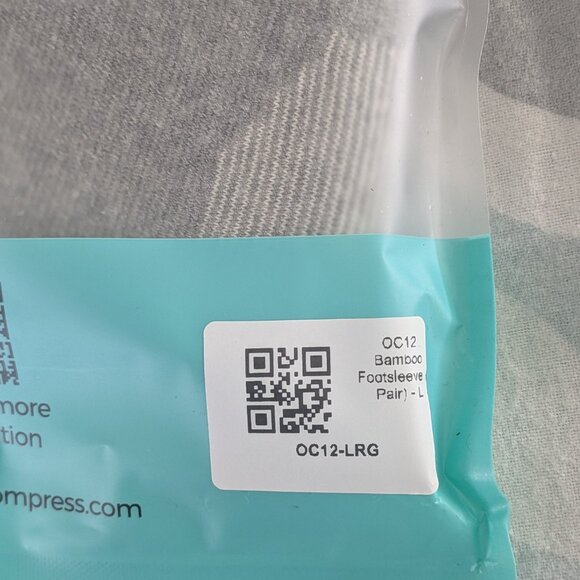 more
tion
ompress.com
OC12
Bamboo
Footsleeve
Pair) - L
OC12-LRG